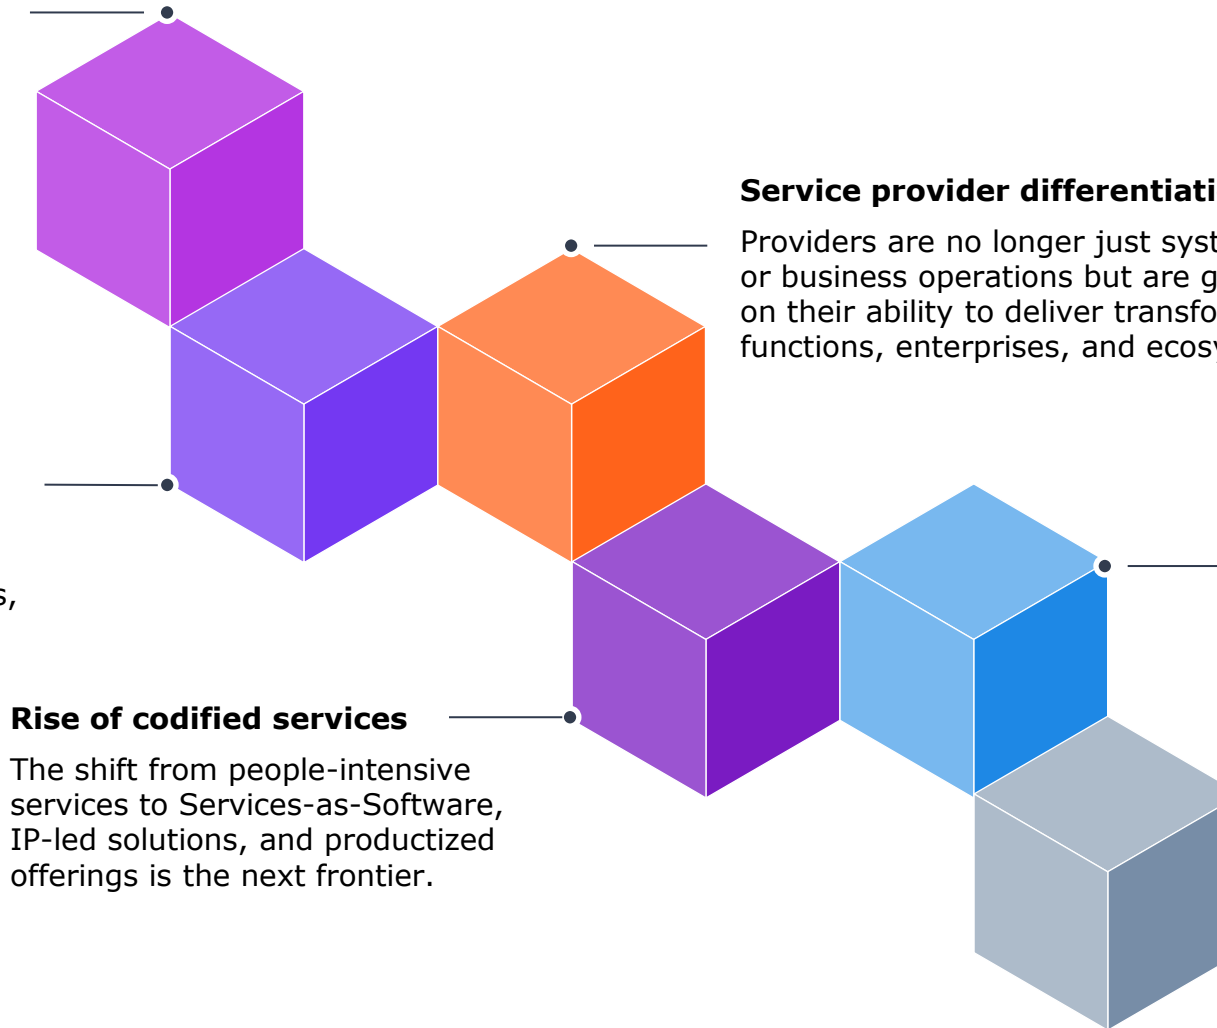 Service provider differentiati
Providers are no longer just syst
or business operations but are g
on their ability to deliver transfo
functions, enterprises, and ecosy
s,
Rise of codified services
The shift from people-intensive
services to Services-as-Software,
IP-led solutions, and productized
offerings is the next frontier.